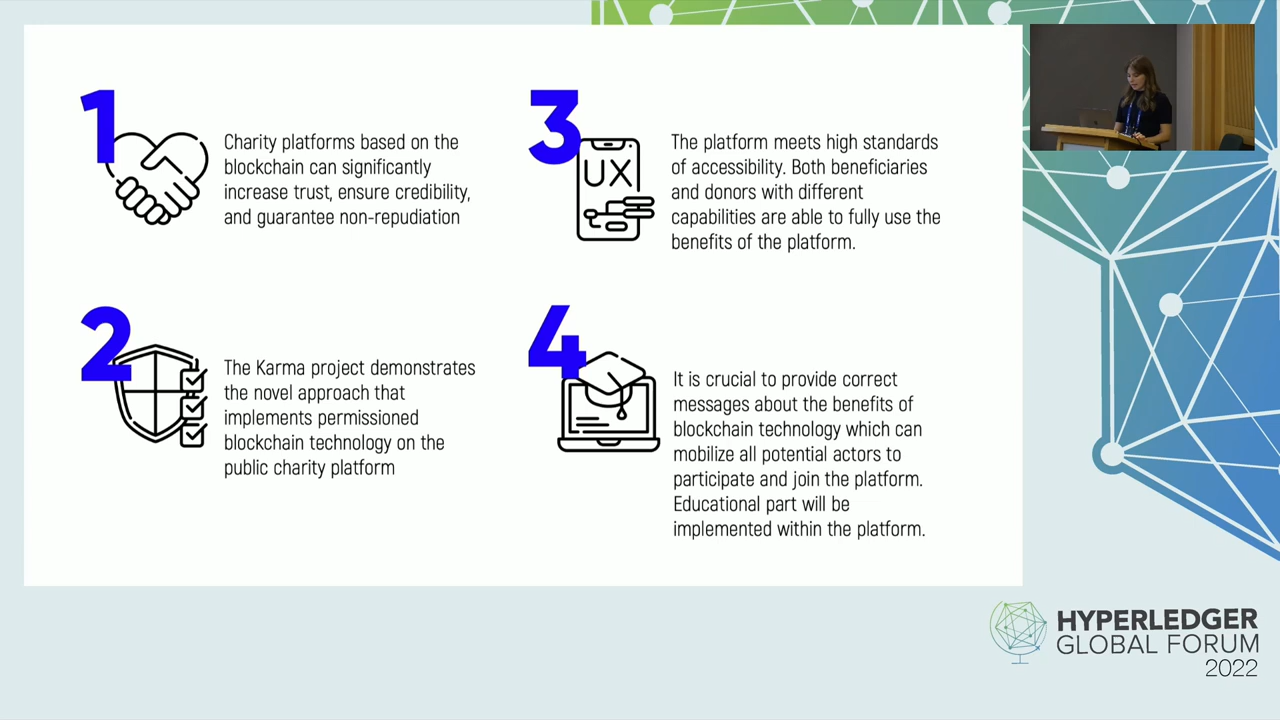 1
Charity platforms based on the
blockchain can significantly
increase trust, ensure credibility,
and guarantee non-repudiation
2
The Karma project demonstrates
the novel approach that
implements permissioned
blockchain technology on the
public charity platform
3
UX
The platform meets high standards
of accessibility. Both beneficiaries
and donors with different
capabilities are able to fully use the
benefits of the platform.
4
It is crucial to provide correct
messages about the benefits of
blockchain technology which can
mobilize all potential actors to
participate and join the platform.
Educational part will be
implemented within the platform.
HYPERLEDGER
GLOBAL FORUM
2022